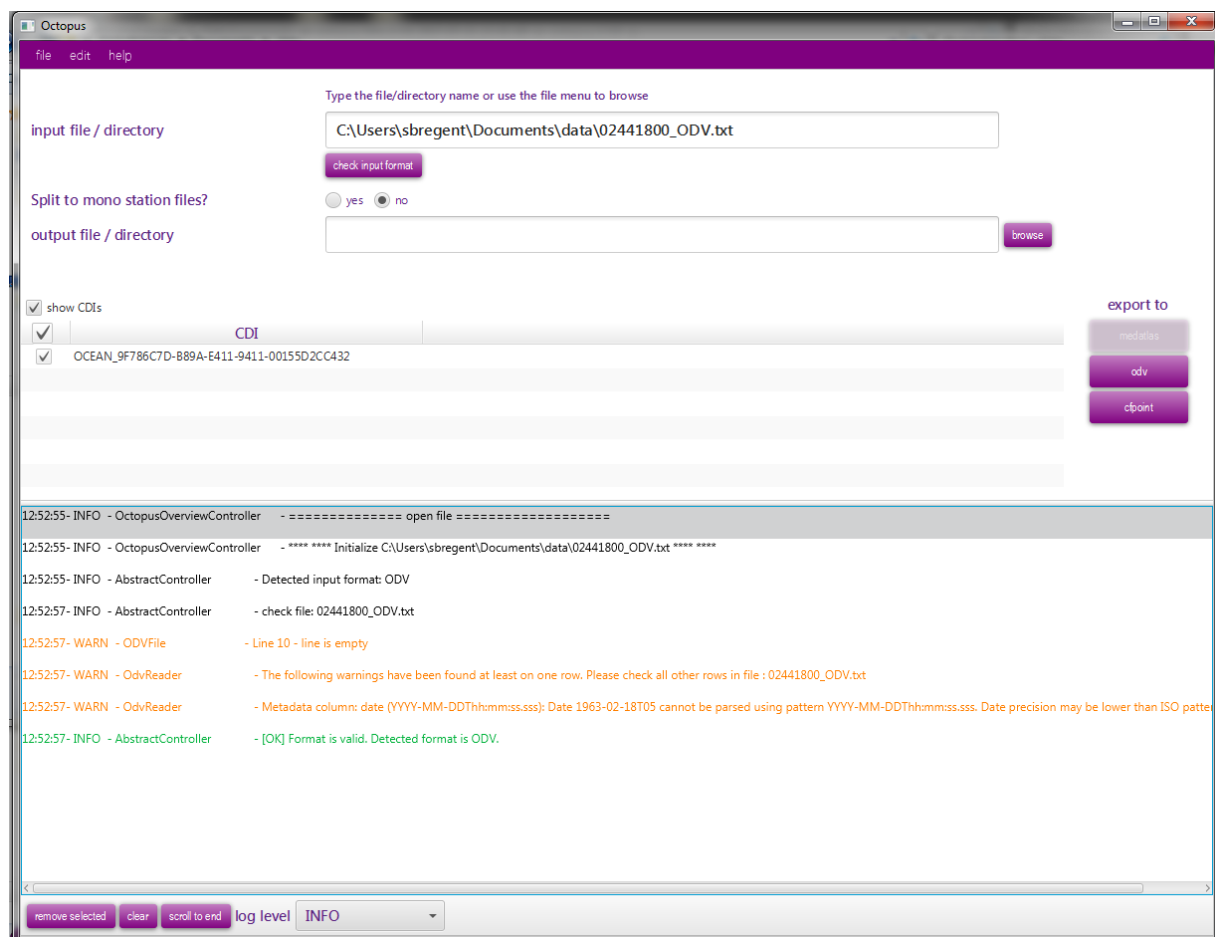 Octopus
file edit help
Type the file/directory name or use the file menu to browse
input file / directory
C:\Users\sbregent\Documents\data\02441800_ODV.txt
check input format
Split to mono station files?
yes no
output file / directory
browse
show CDIs
export to
CDI
medatlas
OCEAN_9F786C7D-B89A-E411-9411-00155D2CC432
odv
cfpoint
12:52:55- INFO - OctopusOverviewController - ============== open file ===================
12:52:55- INFO - OctopusOverviewController - **** **** Initialize C:\Users\sbregent\Documents\data\02441800_ODV.txt **** ****
12:52:55- INFO - AbstractController - Detected input format: ODV
12:52:57- INFO - AbstractController - check file: 02441800_ODV.txt
12:52:57- WARN - ODVFile - Line 10 - line is empty
12:52:57- WARN - OdvReader - The following warnings have been found at least on one row. Please check all other rows in file : 02441800_ODV.txt
12:52:57- WARN - OdvReader - Metadata column: date (YYYY-MM-DDThh:mm:ss.sss): Date 1963-02-18T05 cannot be parsed using pattern YYYY-MM-DDThh:mm:ss.sss. Date precision may be lower than ISO patte
12:52:57- INFO - AbstractController - [OK] Format is valid. Detected format is ODV.
remove selected clear scroll to end log level INFO